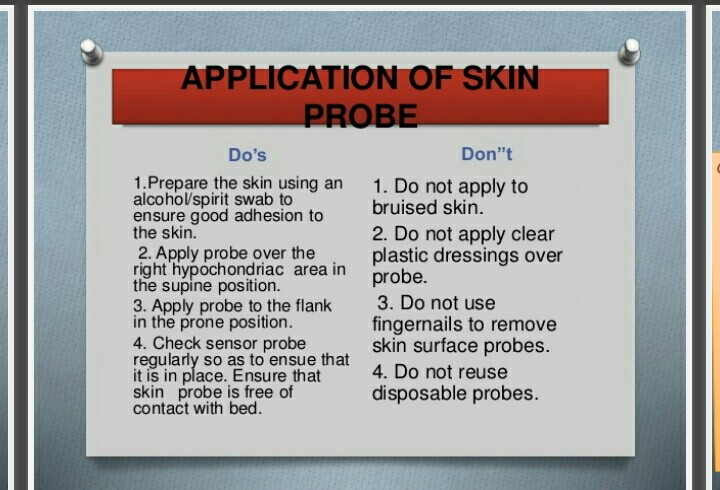 APPLICATION OF SKIN
PROBE
Do's
1.Prepare the skin using an
alcohol/spirit swab to
ensure good adhesion to
the skin.
2. Apply probe over the
right hypochondriac area in
the supine position.
3. Apply probe to the flank
in the prone position.
4. Check sensor probe
regularly so as to ensue that
it is in place. Ensure that
skin probe is free of
contact with bed.
Don"t
1. Do not apply to
bruised skin.
2. Do not apply clear
plastic dressings over
probe.
3. Do not use
fingernails to remove
skin surface probes.
4. Do not reuse
disposable probes.